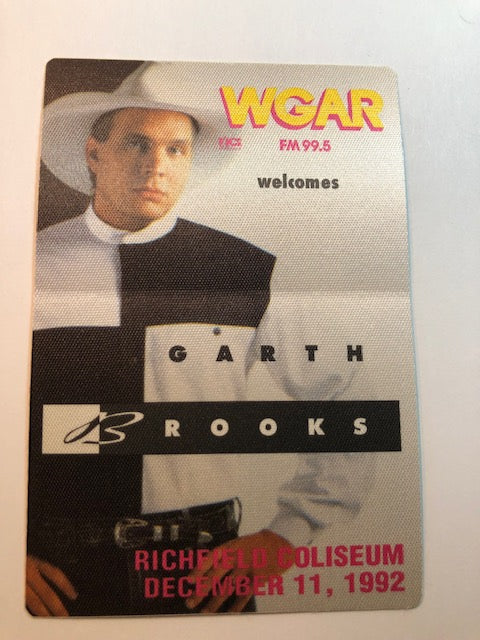 WGAR
FM 99.5
welcomes
GARTH
BROOKS
RICHFIELD COLISEUM
DECEMBER 11, 1992